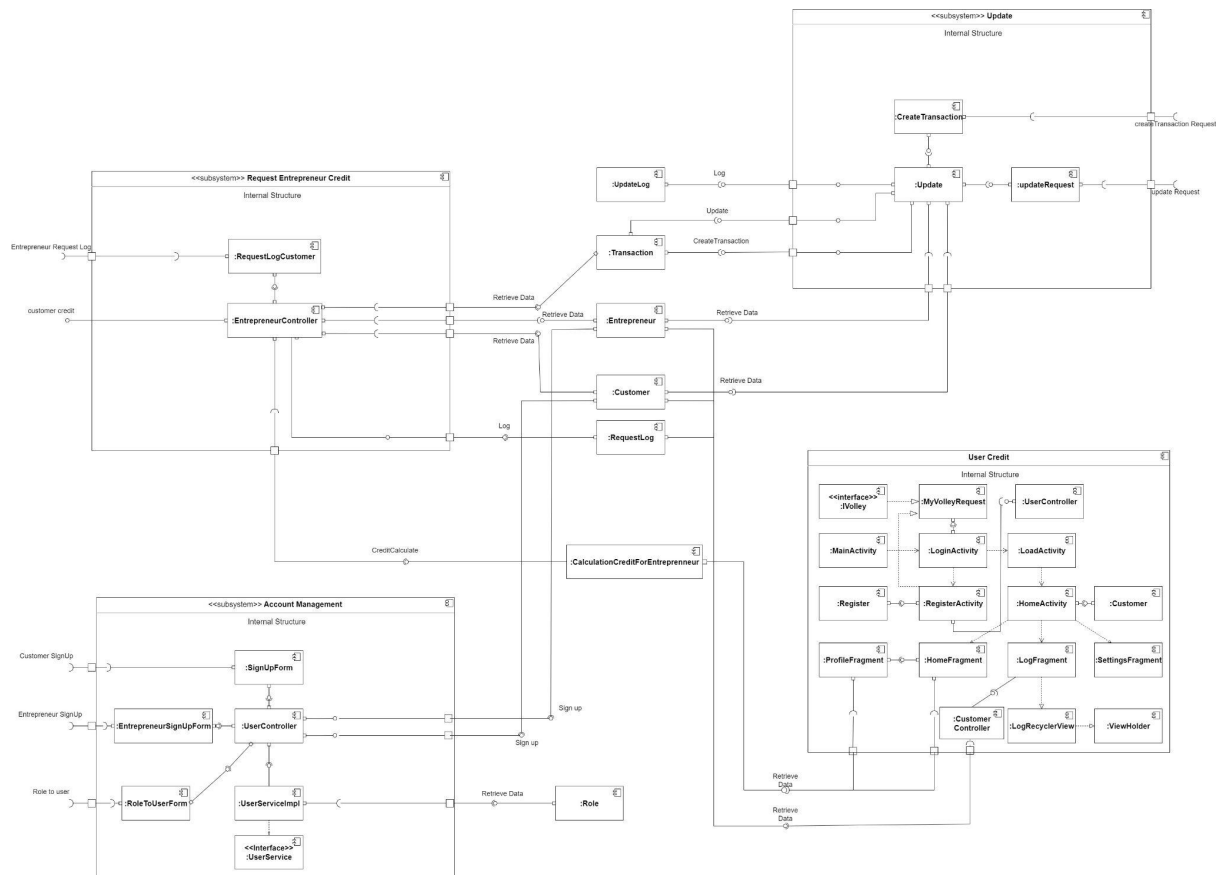 <<subsystem>> Update
Internal Structure
:CreateTransaction
createTransaction Request
:Update
:updateRequest
update Request
<<subsystem>> Request Entrepreneur Credit
Internal Structure
Entrepreneur Request Log
:RequestLogCustomer
customer credit
:EntrepreneurController
:UpdateLog
Log
Update
:Transaction
CreateTransaction
Retrieve Data
Retrieve Data
:Entrepreneur
Retrieve Data
Retrieve Data
:Customer
Retrieve Data
Log
:RequestLog
CreditCalculate
:CalculationCreditForEntreprenneur
User Credit
Internal Structure
<<interface>>
:IVolley
:MyVolleyRequest
:UserController
:MainActivity
:LoginActivity
:LoadActivity
:Register
:RegisterActivity
:HomeActivity
:Customer
:ProfileFragment
:HomeFragment
:LogFragment
:SettingsFragment
:Customer
Controller
:LogRecyclerView
:ViewHolder
<<subsystem>> Account Management
Internal Structure
Customer SignUp
:SignUpForm
Entrepreneur SignUp
:EntrepreneurSignUpForm
:UserController
Sign up
Sign up
Role to user
:RoleToUserForm
:UserServiceImpl
Retrieve Data
:Role
<<Interface>>
:UserService
Retrieve
Data
Retrieve
Data